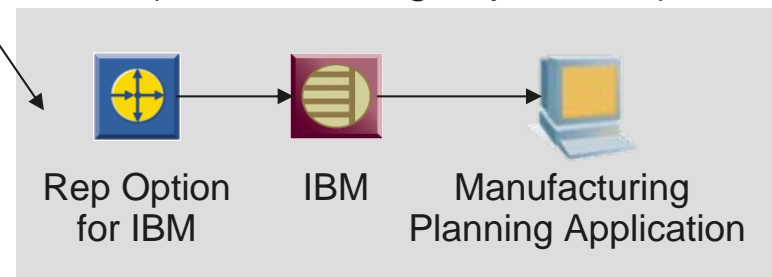 Rep Option
for IBM
IBM
Manufacturing
Planning Application